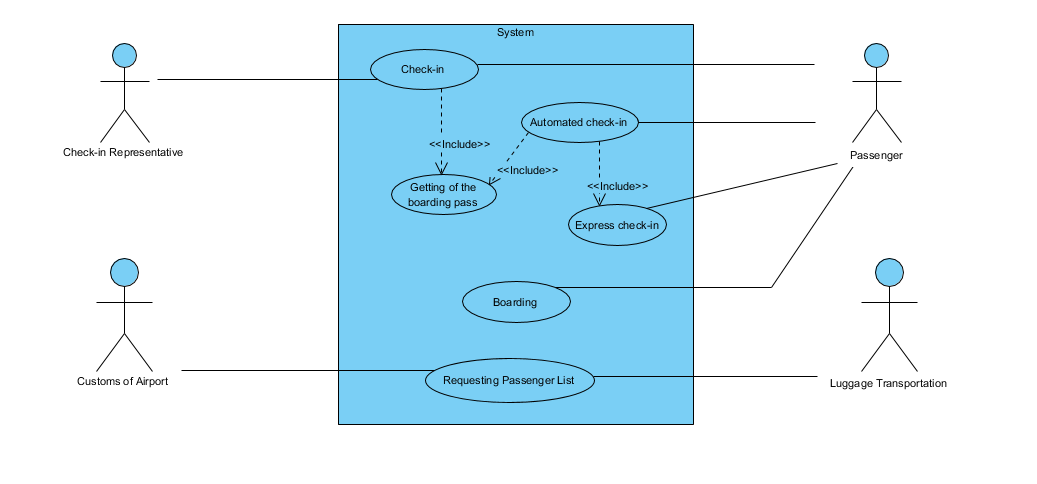 System
Check-in
Automated check-in
<<Include>>
Check-in Representative
Passenger
<<Include>>
<<Include>>
Getting of the
boarding pass
Express check-in
Boarding
Customs of Airport
Requesting Passenger List
Luggage Transportation